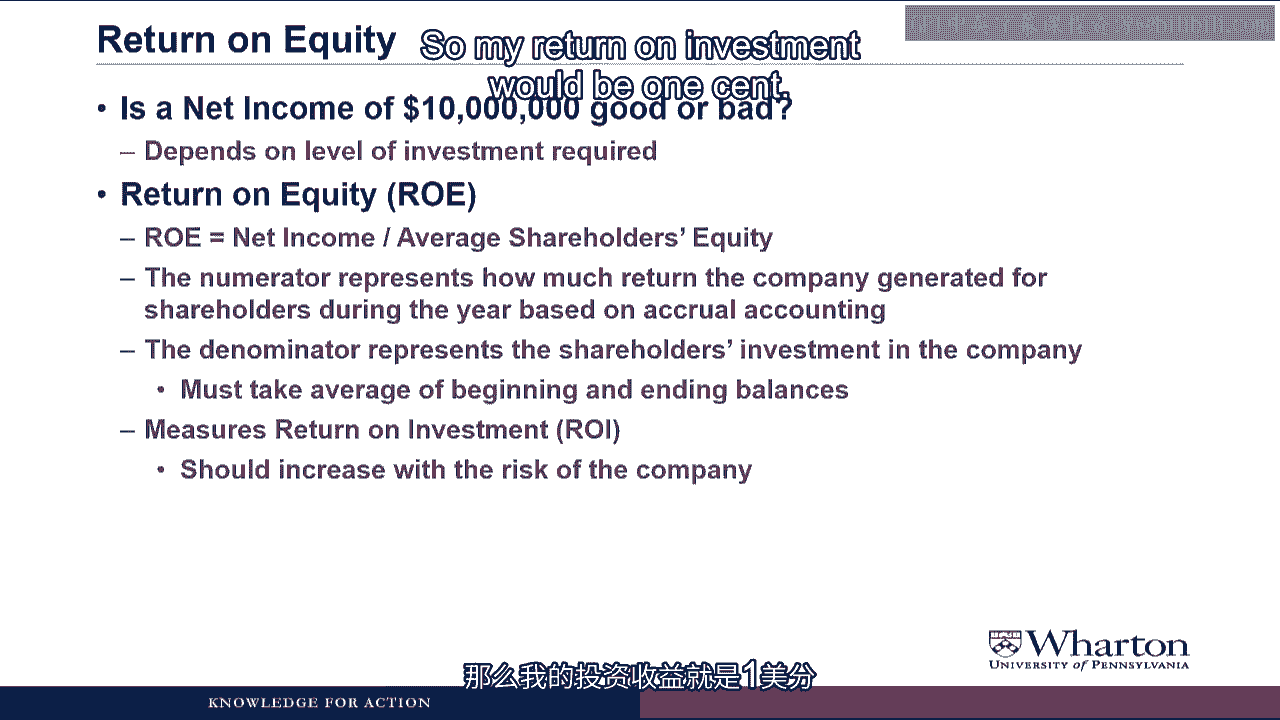 Return on Equity
So my return on investment
would be one cent.
• Is a Net Income of $10,000,000 good or bad?
– Depends on level of investment required
• Return on Equity (ROE)
– ROE = Net Income / Average Shareholders’ Equity
– The numerator represents how much return the company generated for
shareholders during the year based on accrual accounting
– The denominator represents the shareholders’ investment in the company
• Must take average of beginning and ending balances
– Measures Return on Investment (ROI)
• Should increase with the risk of the company
Wharton
UNIVERSITY of PENNSYLVANIA
那么我的投资收益就是1美分
KNOWLEDGE FOR ACTION